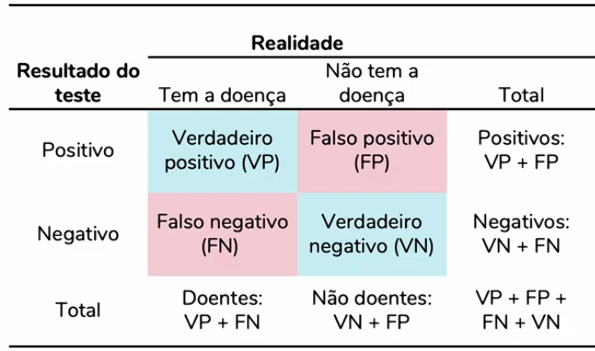 Realidade
Resultado do teste
Tem a doença
Não tem a doença
Total
Positivo
Verdadeiro positivo (VP)
Falso positivo (FP)
Positivos: VP + FP
Negativo
Falso negativo (FN)
Verdadeiro negativo (VN)
Negativos: VN + FN
Total
Doentes: VP + FN
Não doentes: VN + FP
VP + FP + FN + VN